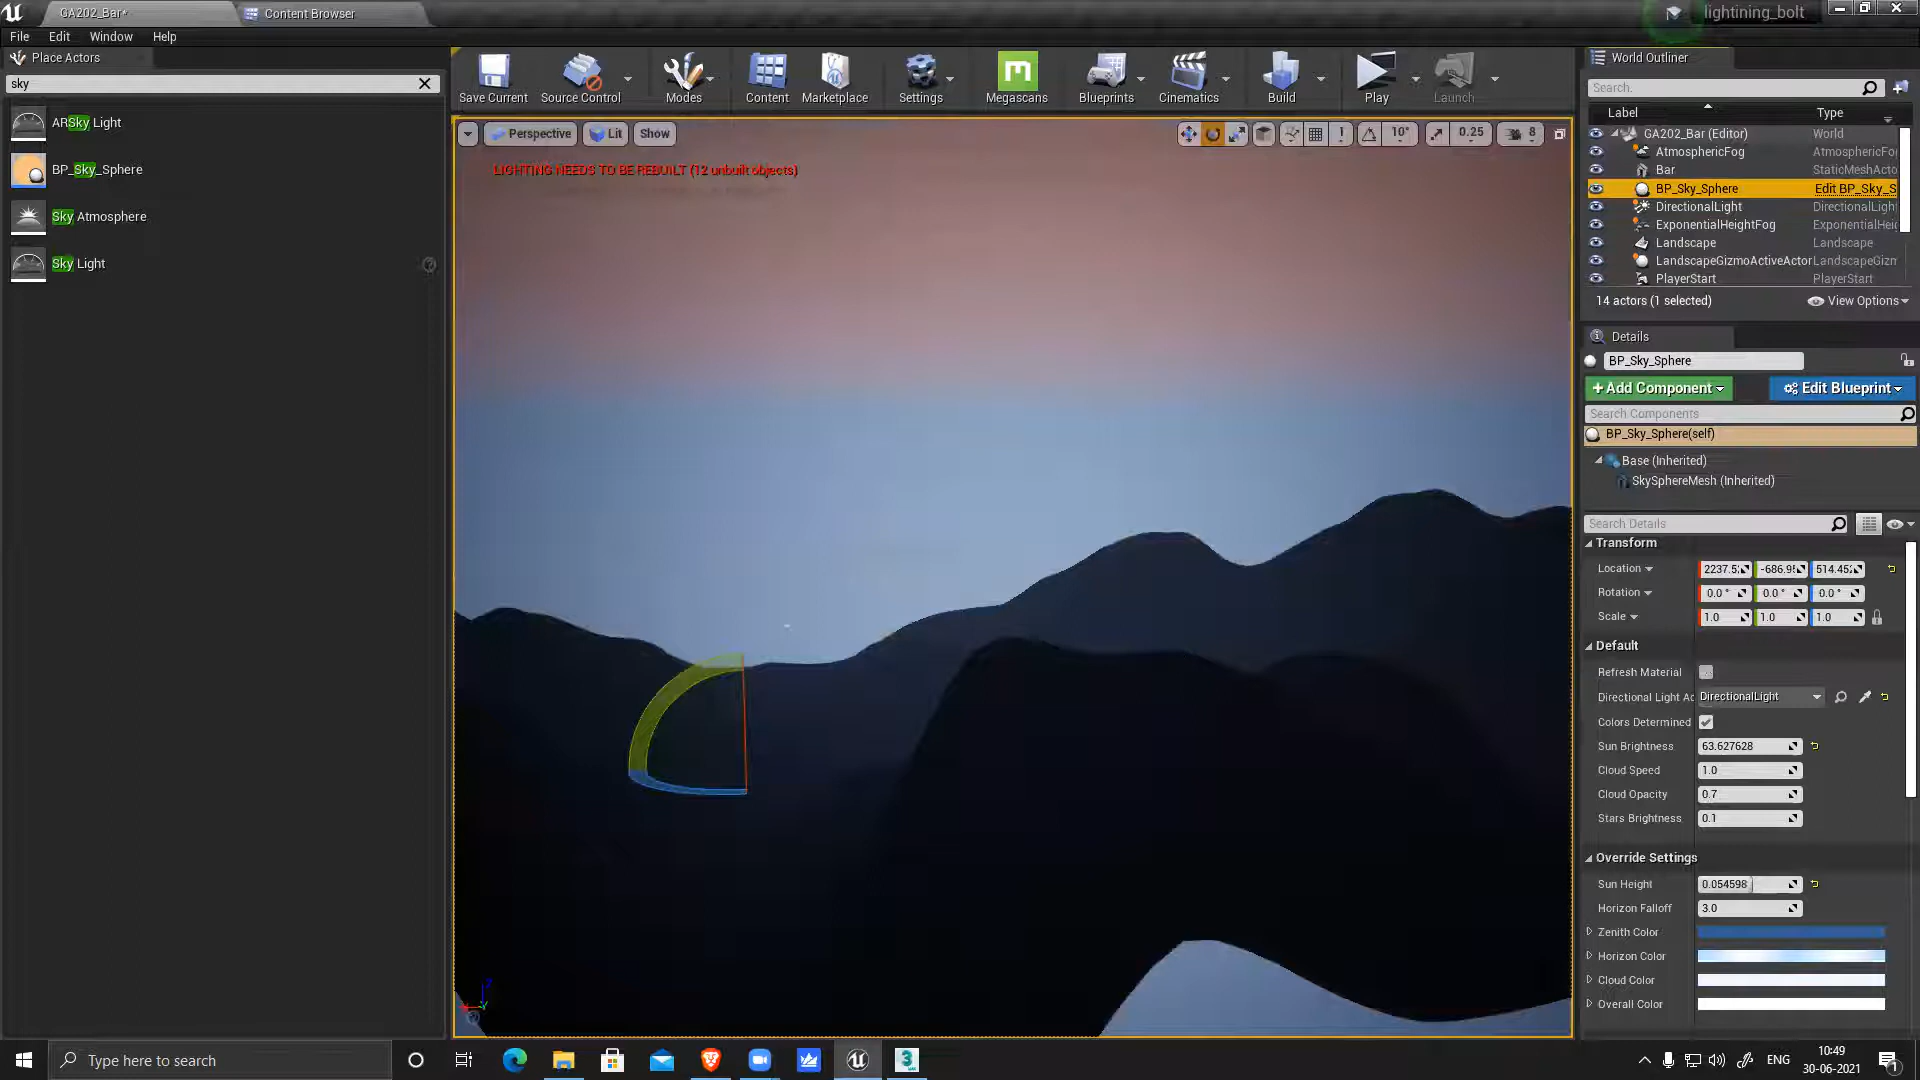 GA202_Bar*
Content Browser
lightining_bolt
File Edit Window Help
Place Actors
sky
ARSky Light
BP_Sky_Sphere
Sky Atmosphere
Sky Light
Save Current
Source Control
Modes
Content
Marketplace
Settings
Megascans
Blueprints
Cinematics
Build
Play
Launch
Perspective
Lit
Show
1
10°
0.25
8
LIGHTING NEEDS TO BE REBUILT (12 unbuilt objects)
World Outliner
Search.
Label Type
GA202_Bar (Editor) World
AtmosphericFog AtmosphericFo
Bar StaticMeshActo
BP_Sky_Sphere Edit BP_Sky_S
DirectionalLight DirectionalLigh
ExponentialHeightFog ExponentialHei
Landscape Landscape
LandscapeGizmoActiveActor LandscapeGizm
PlayerStart PlayerStart
14 actors (1 selected)
View Options
Details
BP_Sky_Sphere
+Add Component
Edit Blueprint
Search Components
BP_Sky_Sphere(self)
Base (Inherited)
SkySphereMesh (Inherited)
Search Details
Transform
Location 2237.5 -686.9 514.45
Rotation 0.0 ° 0.0 ° 0.0 °
Scale 1.0 1.0 1.0
Default
Refresh Material
Directional Light Ac DirectionalLight
Colors Determined
Sun Brightness 63.627628
Cloud Speed 1.0
Cloud Opacity 0.7
Stars Brightness 0.1
Override Settings
Sun Height 0.054598
Horizon Falloff 3.0
Zenith Color
Horizon Color
Cloud Color
Overall Color
Type here to search
ENG
10:49
30-06-2021